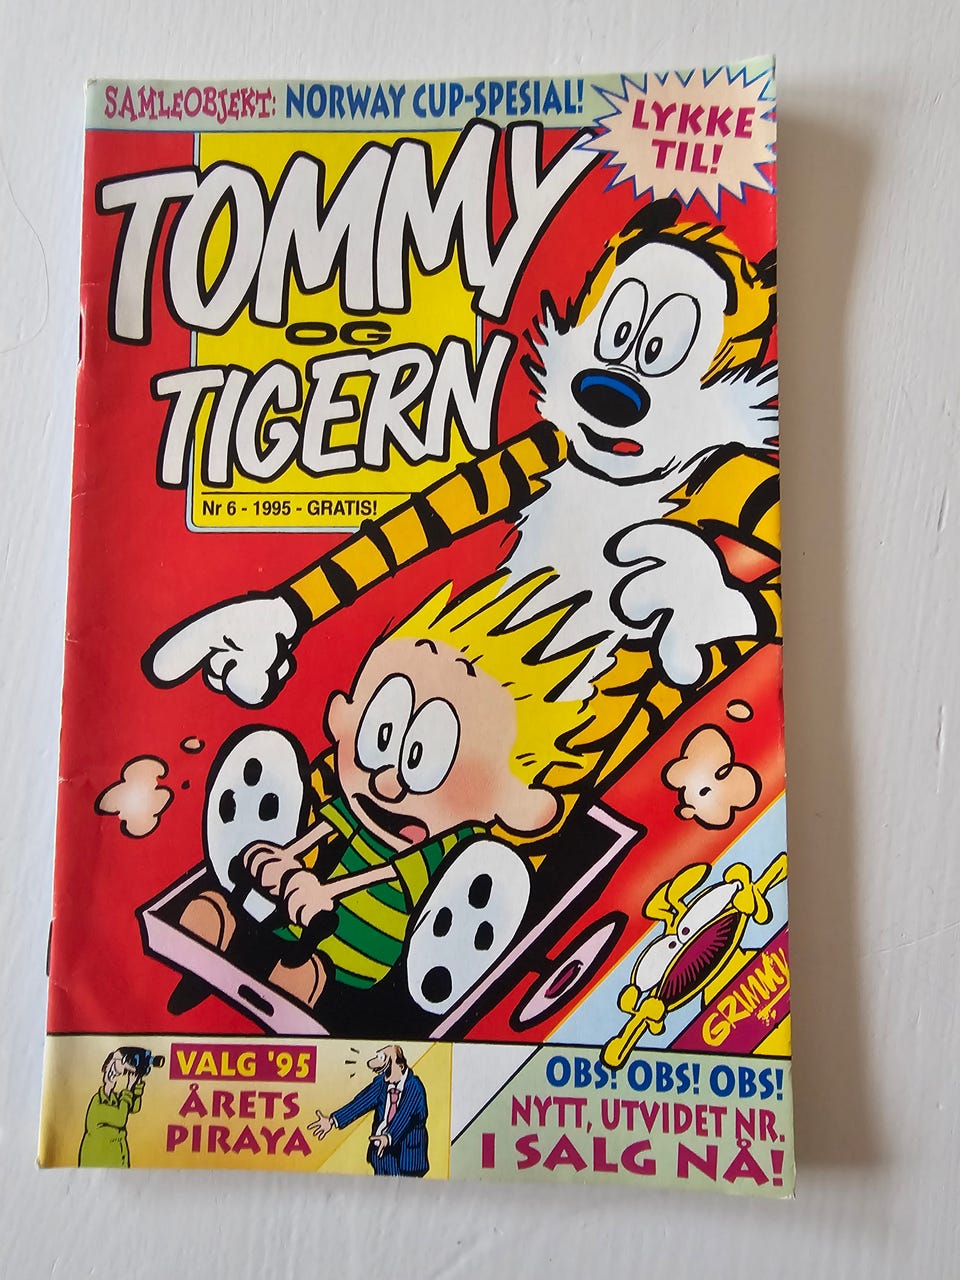 SAMLEOBJEKT: NORWAY CUP-SPESIAL!
LYKKE
TIL!
TOMMY
OG
TIGERN
Nr 6 - 1995 - GRATIS!
GRIMMY
VALG '95
ÅRETS
PIRAYA
OBS! OBS! OBS!
NYTT, UTVIDET NR.
I SALG NÅ!